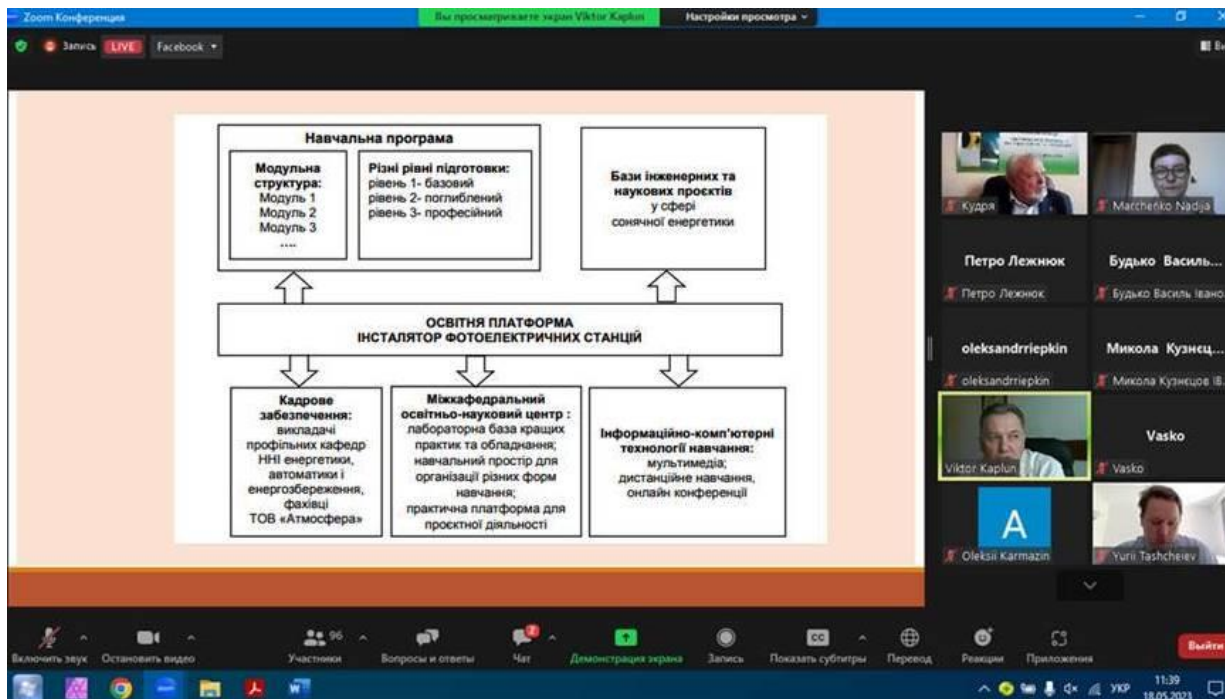 Zoom Конференция
Вы просматриваете экран Viktor Kaplun
Настройки просмотра
Запись
LIVE
Facebook
Навчальна програма
Модульна
структура:
Модуль 1
Модуль 2
Модуль 3
....
Різні рівні підготовки:
рівень 1- базовий
рівень 2- поглиблений
рівень 3- професійний
Бази інженерних та
наукових проєктів
у сфері
сонячної енергетики
ОСВІТНЯ ПЛАТФОРМА
ІНСТАЛЯТОР ФОТОЕЛЕКТРИЧНИХ СТАНЦІЙ
Кадрове
забезпечення:
викладачі
профільних кафедр
ННІ енергетики,
автоматики і
енергозбереження,
фахівці
ТОВ «Атмосфера»
Міжкафедральний
освітньо-науковий центр :
лабораторна база кращих
практик та обладнання;
навчальний простір для
організації різних форм
навчання;
практична платформа для
проєктної діяльності
Інформаційно-комп'ютерні
технології навчання:
мультимедіа;
дистанційне навчання,
онлайн конференції
Кудря
Marchenko Nadija
Петро Лежнюк
Петро Лежнюк
Будько Василь...
Будько Василь Івано
oleksandrriepkin
oleksandrriepkin
Микола Кузнєц...
Микола Кузнєцов ІВ
Viktor Kaplun
Vasko
Vasko
A
Oleksii Karmazin
Yurii Tashcheiev
Включить звук
Остановить видео
96
Участники
Вопросы и ответы
2
Чат
Демонстрация экрана
Запись
CC
Показать субтитры
Перевод
Реакции
Приложения
Выйти
УКР
11:39
18.05.2023